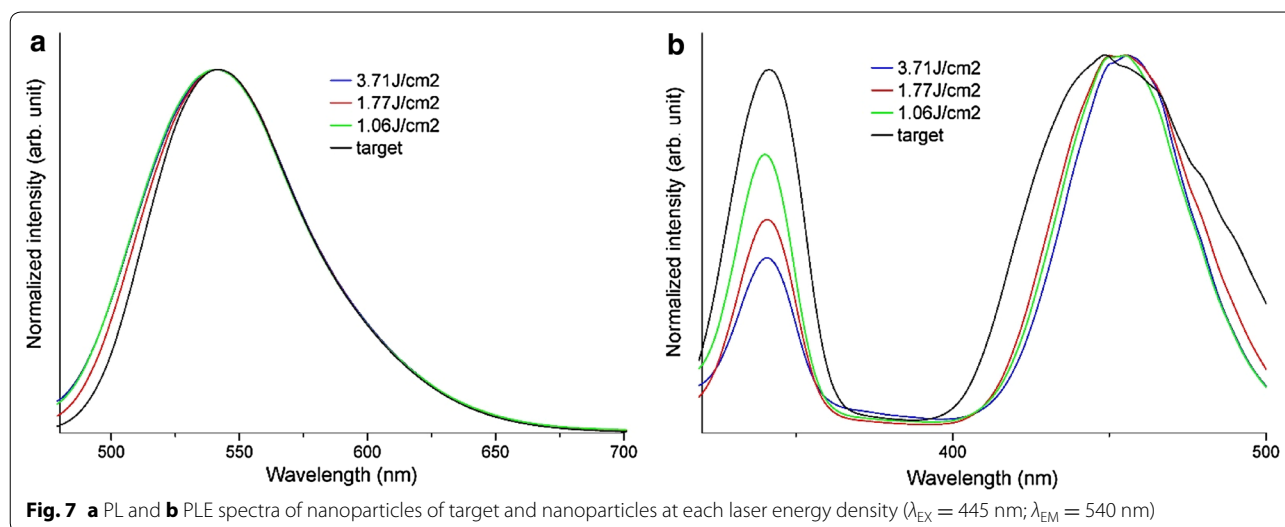 a
3.71J/cm2
1.77J/cm2
1.06J/cm2
target
Normalized intensity (arb. unit)
500 550 600 650 700
Wavelength (nm)
b
3.71J/cm2
1.77J/cm2
1.06J/cm2
target
Normalized intensity (arb. unit)
400 500
Wavelength (nm)
Fig. 7 a PL and b PLE spectra of nanoparticles of target and nanoparticles at each laser energy density (λEX = 445 nm; λEM = 540 nm)